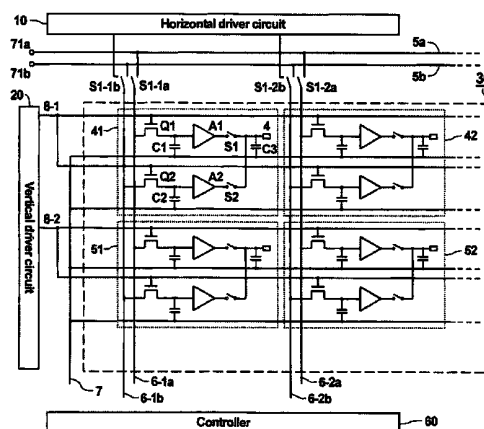 10
Horizontal driver circuit
71a
5a
71b
5b
S1-1b
S1-1a
S1-2b
S1-2a
3
20
6-1
41
Q1
A1
4
42
C1
S1
C3
Q2
A2
C2
S2
6-2
51
52
Vertical driver circuit
7
6-1a
6-1b
6-2a
6-2b
Controller
60